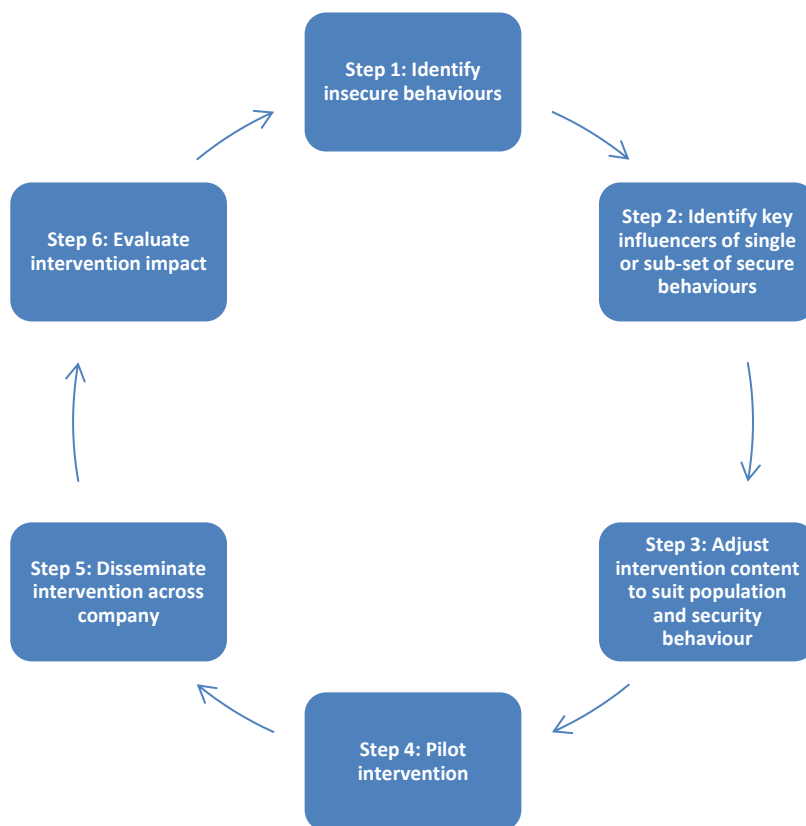 Step 1: Identify
insecure behaviours
Step 2: Identify key
influencers of single
or sub-set of secure
behaviours
Step 3: Adjust
intervention content
to suit population
and security
behaviour
Step 4: Pilot
intervention
Step 5: Disseminate
intervention across
company
Step 6: Evaluate
intervention impact